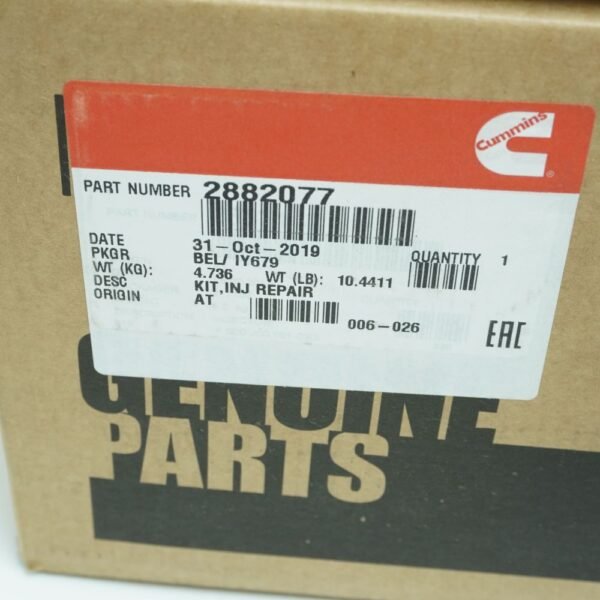 Cummins
PART NUMBER 2882077
DATE 31-Oct-2019 QUANTITY 1
PKGR BEL/ IY679
WT (KG): 4.736 WT (LB): 10.4411
DESC KIT,INJ REPAIR
ORIGIN AT
006-026
EAC
GENUINE
PARTS